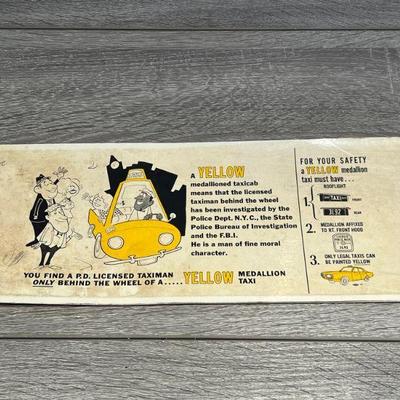 A YELLOW
medallioned taxicab
means that the licensed
taximan behind the wheel
has been investigated by the
Police Dept. N.Y.C., the State
Police Bureau of Investigation
and the F.B.I.
He is a man of fine moral
character.
YOU FIND A P.D. LICENSED TAXIMAN
ONLY BEHIND THE WHEEL OF A.....YELLOW MEDALLION
TAXI
FOR YOUR SAFETY
a YELLOW medallion
taxi must have...
ROOFLIGHT
1.
TAXI
FRONT
3E92
REAR
2. MEDALLION AFFIXED
TO RT. FRONT HOOD
3E92
3. ONLY LEGAL TAXIS CAN
BE PAINTED YELLOW